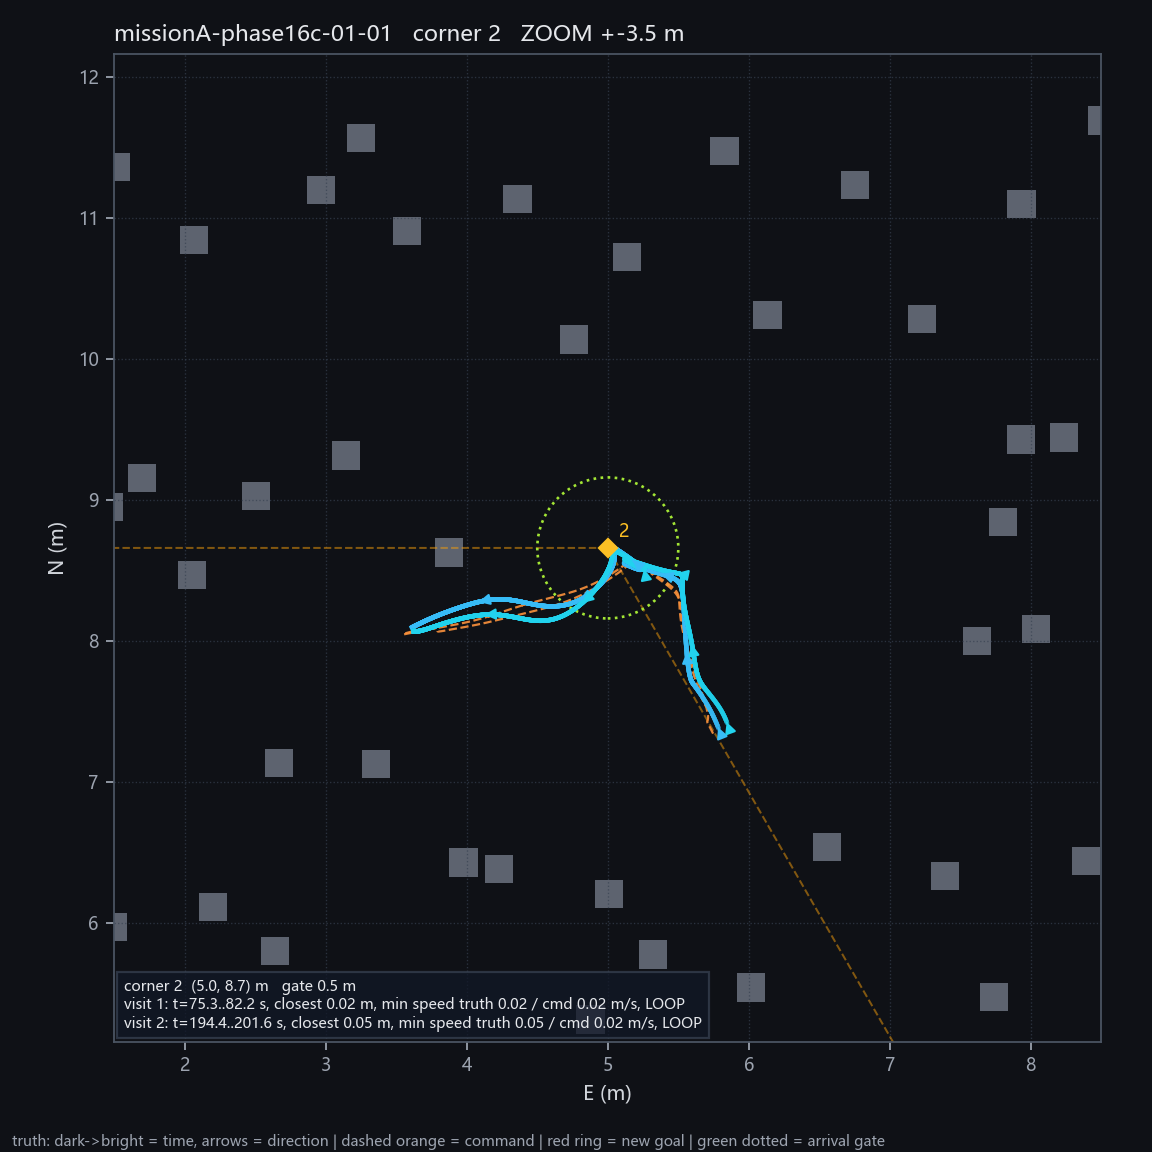 missionA-phase16c-01-01   corner 2   ZOOM +-3.5 m
12
11
10
9
8
7
6
N (m)
2
corner 2  (5.0, 8.7) m   gate 0.5 m
visit 1: t=75.3..82.2 s, closest 0.02 m, min speed truth 0.02 / cmd 0.02 m/s, LOOP
visit 2: t=194.4..201.6 s, closest 0.05 m, min speed truth 0.05 / cmd 0.02 m/s, LOOP
2 3 4 5 6 7 8
E (m)
truth: dark->bright = time, arrows = direction | dashed orange = command | red ring = new goal | green dotted = arrival gate